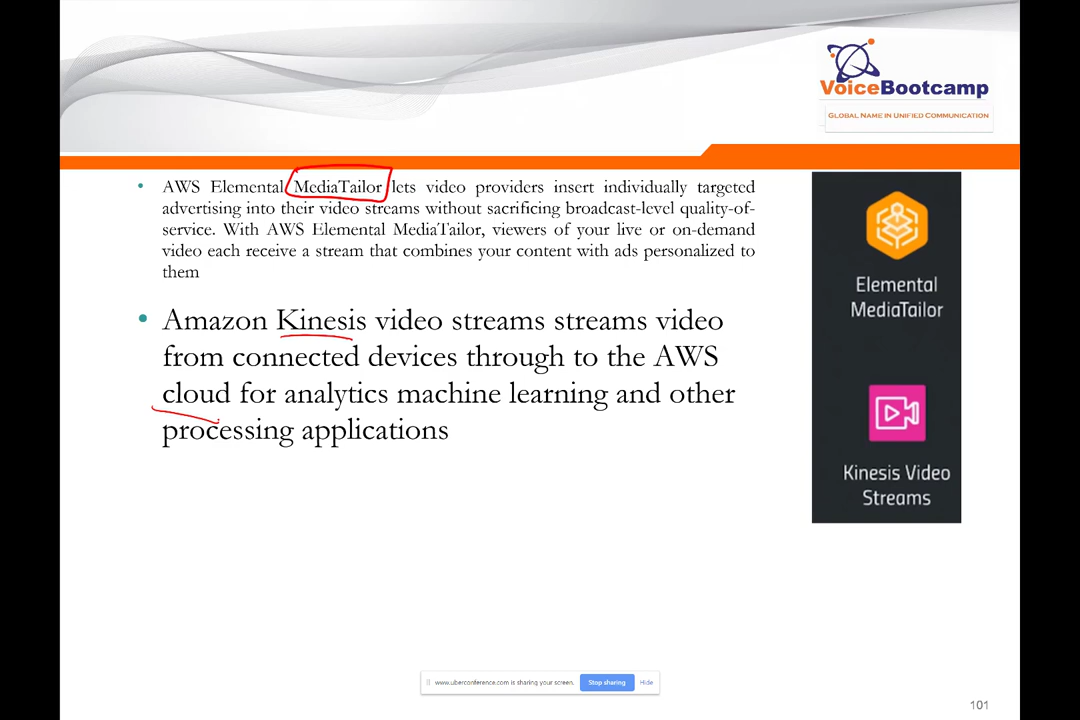 VoiceBootcamp
GLOBAL NAME IN UNIFIED COMMUNICATION
• AWS Elemental MediaTailor lets video providers insert individually targeted
advertising into their video streams without sacrificing broadcast-level quality-of-
service. With AWS Elemental MediaTailor, viewers of your live or on-demand
video each receive a stream that combines your content with ads personalized to
them
• Amazon Kinesis video streams streams video
from connected devices through to the AWS
cloud for analytics machine learning and other
processing applications
Elemental
MediaTailor
Kinesis Video
Streams
www.uberconference.com is sharing your screen.
Stop sharing
Hide
101